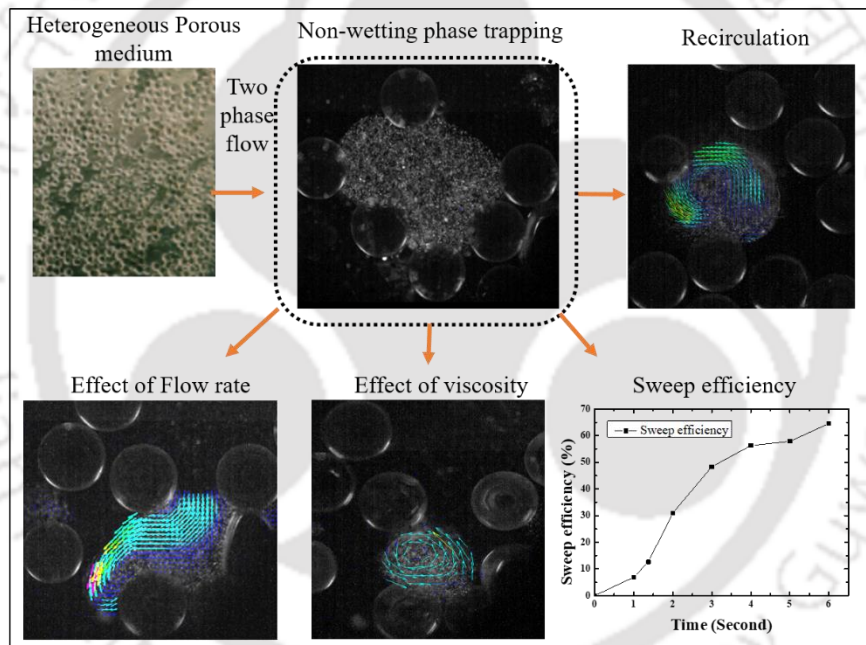 Heterogeneous Porous
medium
Non-wetting phase trapping
Recirculation
Two
phase
flow
Effect of Flow rate
Effect of viscosity
Sweep efficiency
Sweep efficiency (%)
70
60
50
40
30
20
10
0
Sweep efficiency
0 1 2 3 4 5 6
Time (Second)